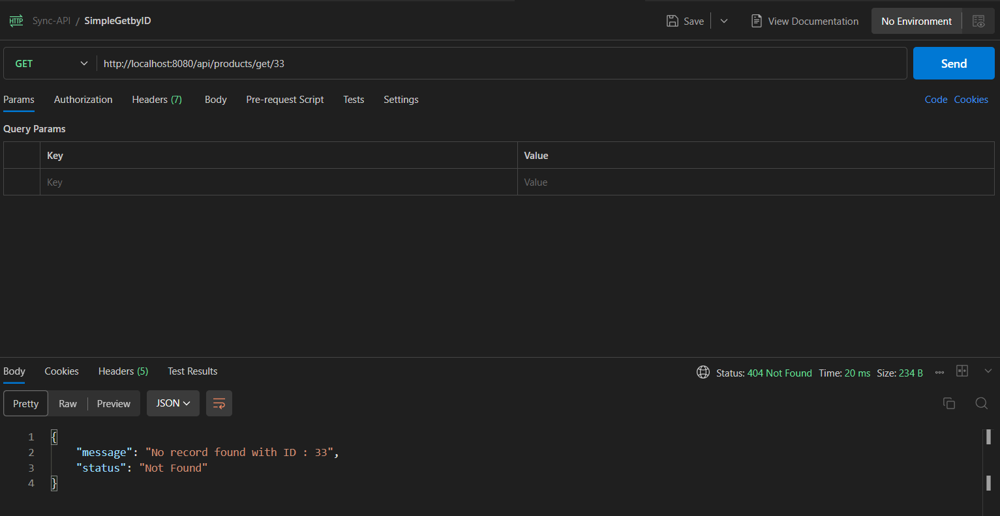 HTTP Sync-API / SimpleGetbyID Save View Documentation No Environment
GET http://localhost:8080/api/products/get/33 Send
Params Authorization Headers (7) Body Pre-request Script Tests Settings Code Cookies
Query Params
Key Value
Key Value
Body Cookies Headers (5) Test Results Status: 404 Not Found Time: 20 ms Size: 234 B
Pretty Raw Preview JSON
1 {
2 "message": "No record found with ID : 33",
3 "status": "Not Found"
4 }